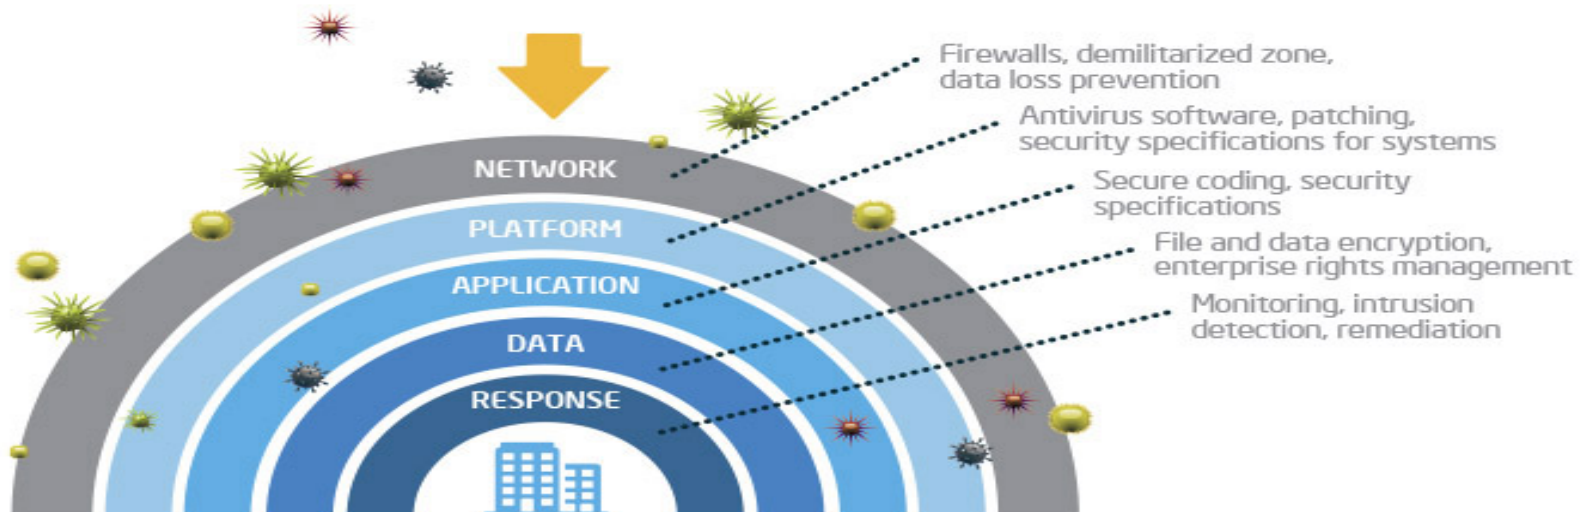 Firewalls, demilitarized zone,
data loss prevention
Antivirus software, patching,
security specifications for systems
Secure coding, security
specifications
File and data encryption,
enterprise rights management
Monitoring, intrusion
detection, remediation
NETWORK
PLATFORM
APPLICATION
DATA
RESPONSE